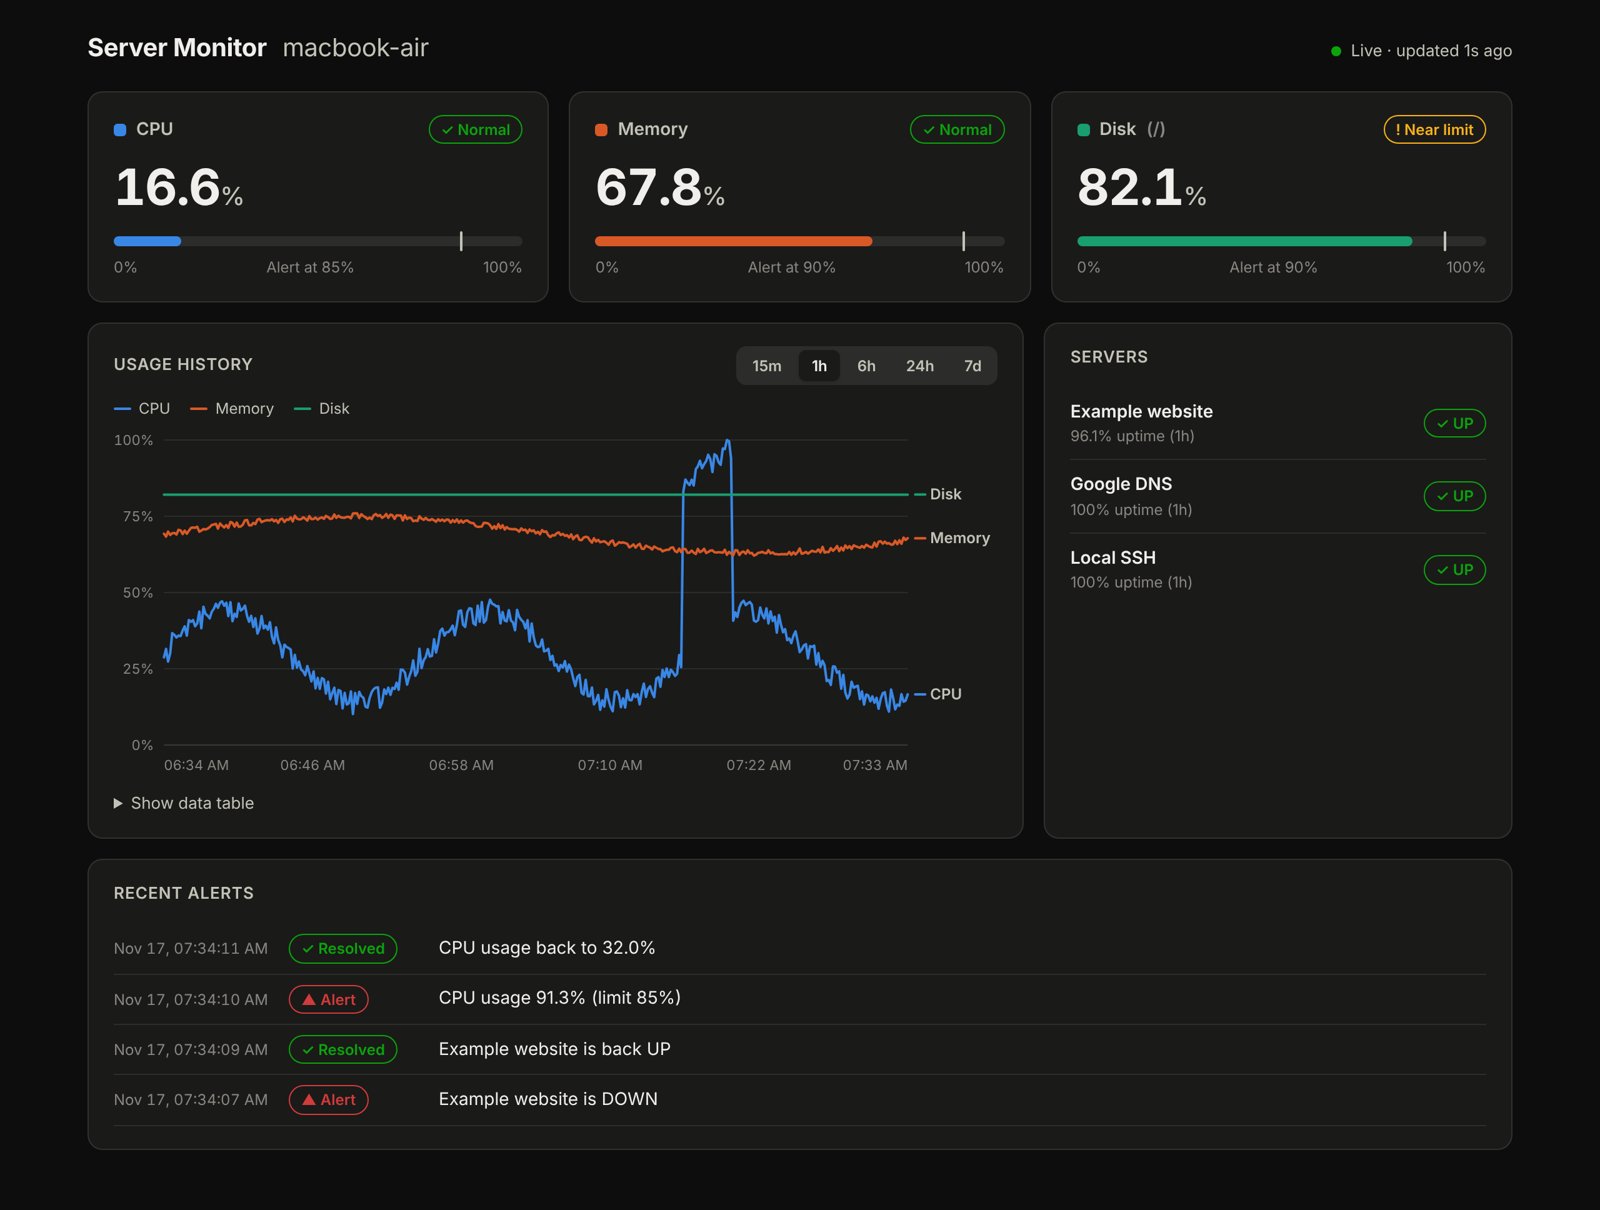 Server Monitor macbook-air
Live · updated 1s ago
CPU
✓ Normal
16.6%
0% Alert at 85% 100%
Memory
✓ Normal
67.8%
0% Alert at 90% 100%
Disk (/)
! Near limit
82.1%
0% Alert at 90% 100%
USAGE HISTORY
15m 1h 6h 24h 7d
CPU Memory Disk
100%
75%
50%
25%
0%
Disk
Memory
CPU
06:34 AM 06:46 AM 06:58 AM 07:10 AM 07:22 AM 07:33 AM
▶ Show data table
SERVERS
Example website
96.1% uptime (1h)
✓ UP
Google DNS
100% uptime (1h)
✓ UP
Local SSH
100% uptime (1h)
✓ UP
RECENT ALERTS
Nov 17, 07:34:11 AM ✓ Resolved CPU usage back to 32.0%
Nov 17, 07:34:10 AM ▲ Alert CPU usage 91.3% (limit 85%)
Nov 17, 07:34:09 AM ✓ Resolved Example website is back UP
Nov 17, 07:34:07 AM ▲ Alert Example website is DOWN